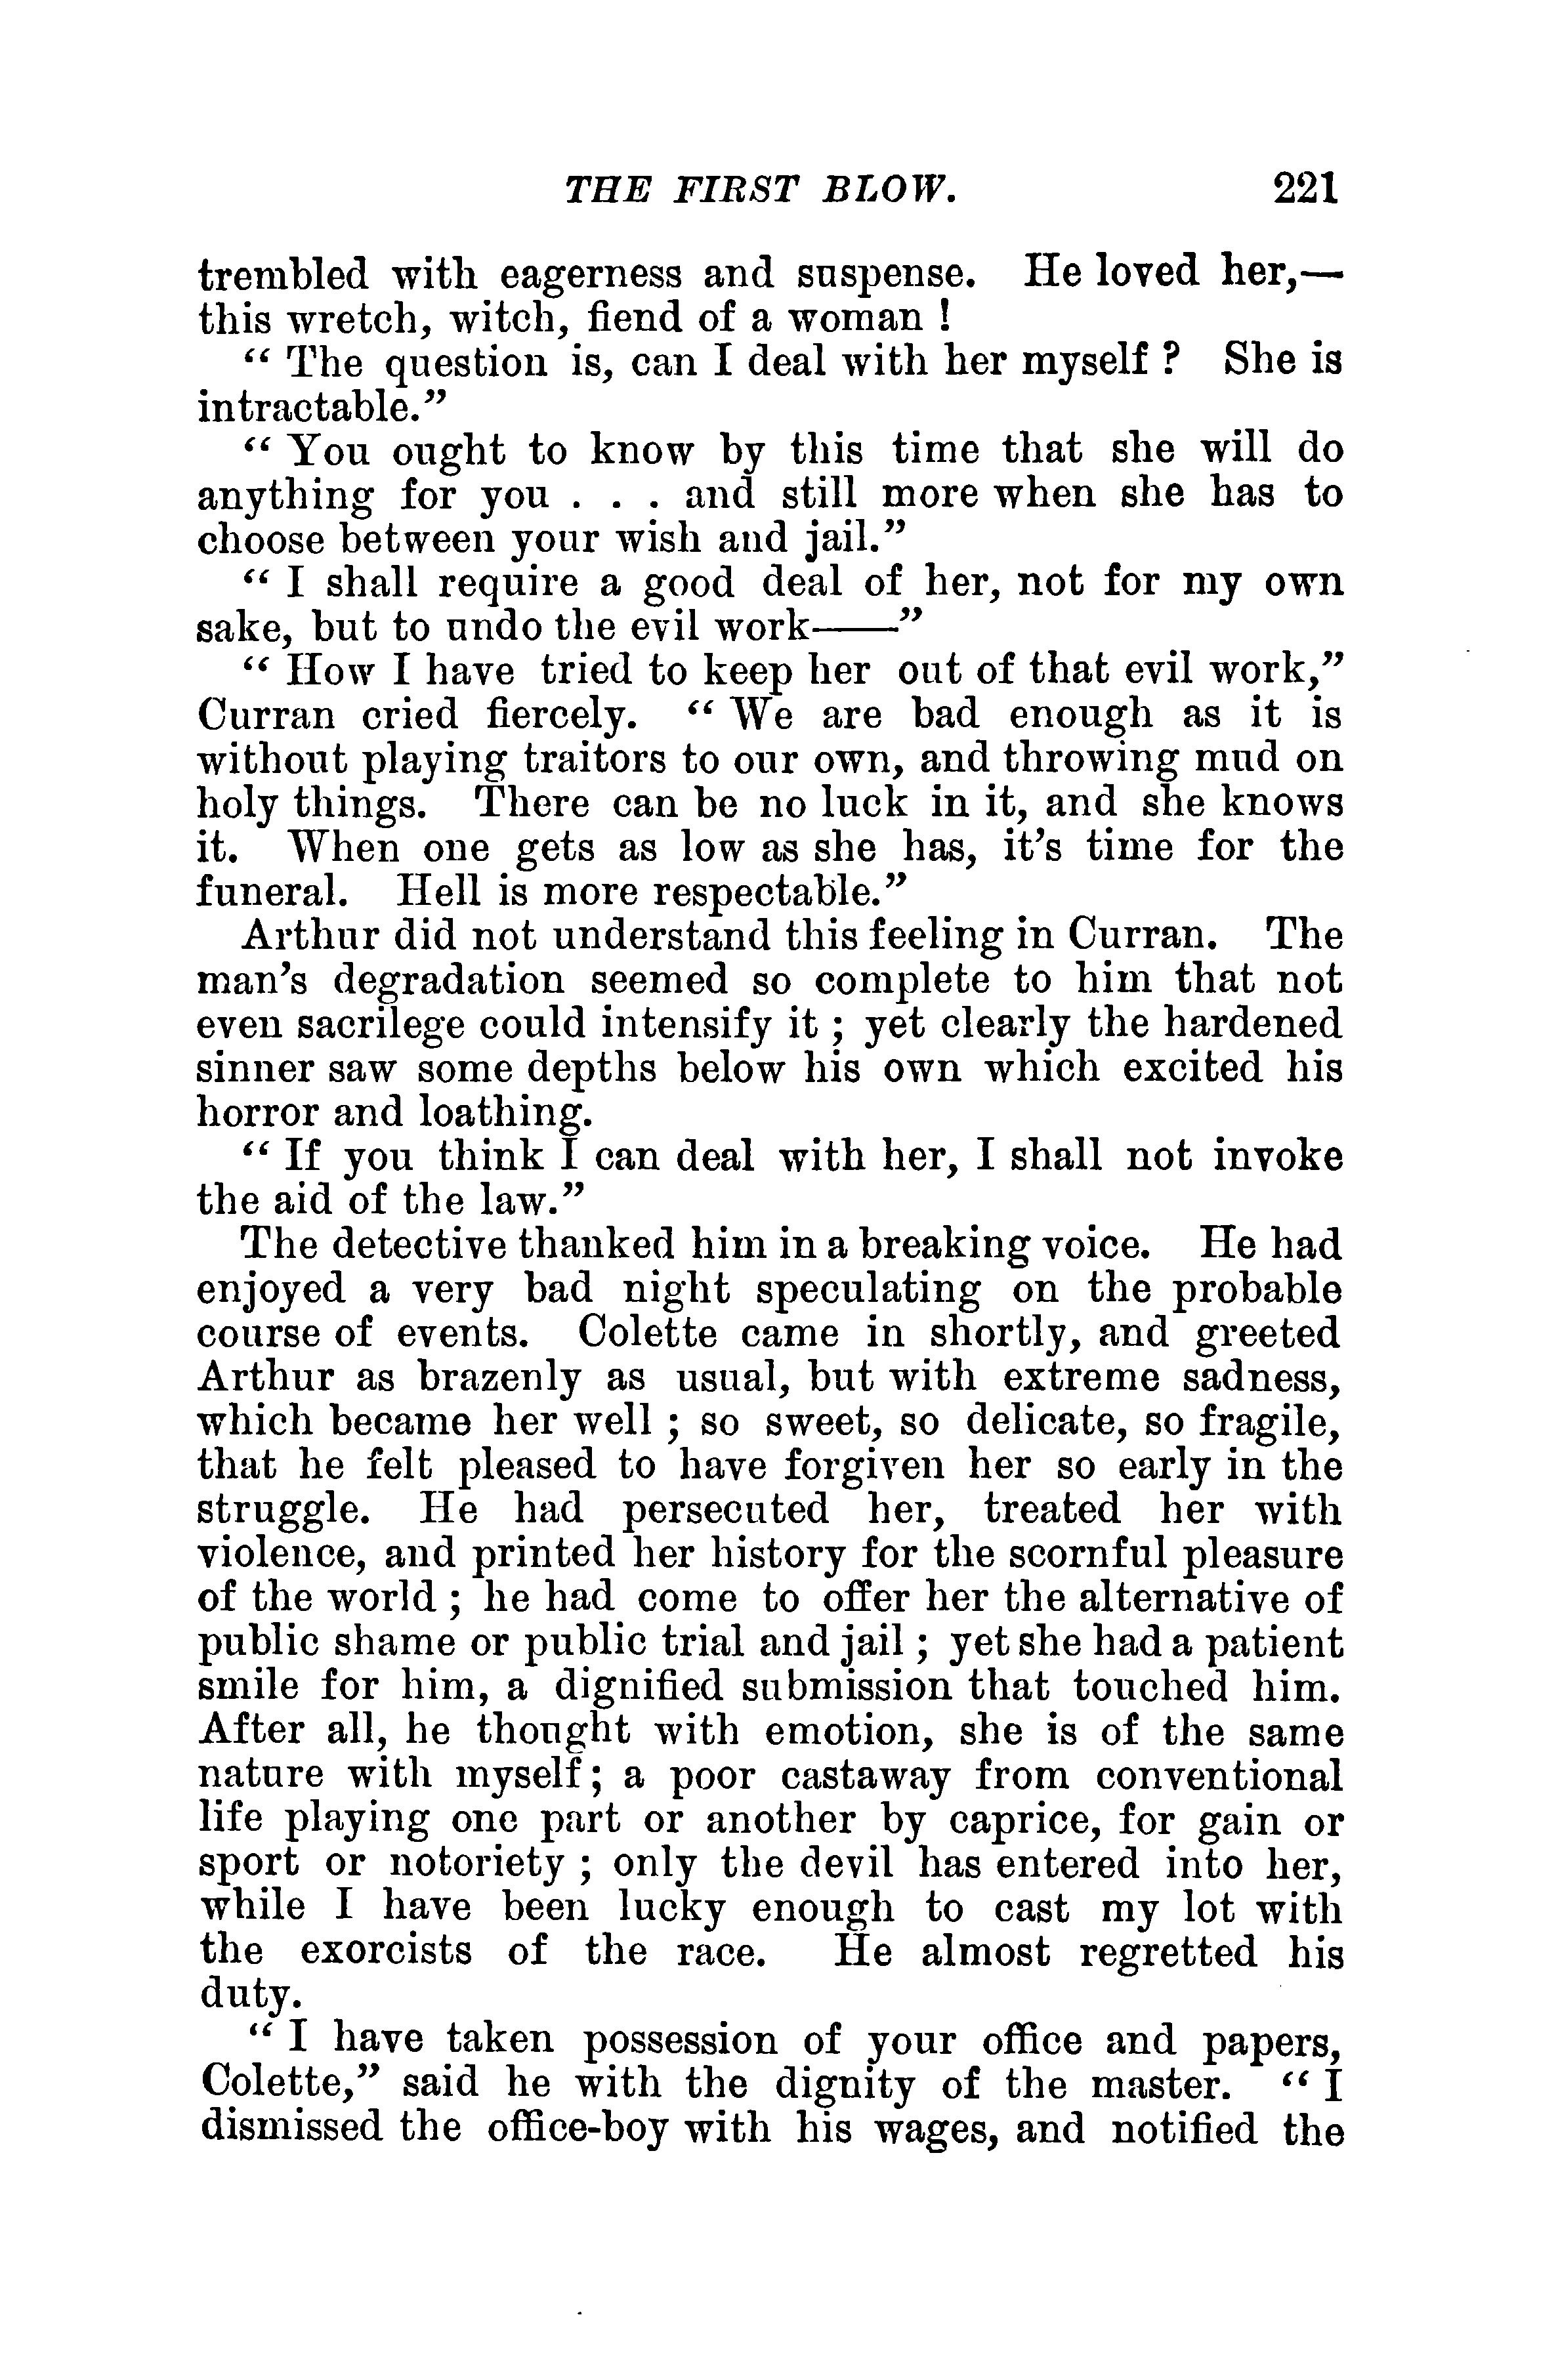 THE FIRST BLOW. 221
trembled with eagerness and suspense. He loved her,—
this wretch, witch, fiend of a woman !
“ The question is, can I deal with her myself ? She is
intractable.”
“ You ought to know by this time that she will do
anything for you . . . and still more when she has to
choose between your wish and jail.”
“ I shall require a good deal of her, not for my own
sake, but to undo the evil work——”
“ How I have tried to keep her out of that evil work,”
Curran cried fiercely. “ We are bad enough as it is
without playing traitors to our own, and throwing mud on
holy things. There can be no luck in it, and she knows
it. When one gets as low as she has, it’s time for the
funeral. Hell is more respectable.”
Arthur did not understand this feeling in Curran. The
man’s degradation seemed so complete to him that not
even sacrilege could intensify it ; yet clearly the hardened
sinner saw some depths below his own which excited his
horror and loathing.
“ If you think I can deal with her, I shall not invoke
the aid of the law.”
The detective thanked him in a breaking voice. He had
enjoyed a very bad night speculating on the probable
course of events. Colette came in shortly, and greeted
Arthur as brazenly as usual, but with extreme sadness,
which became her well ; so sweet, so delicate, so fragile,
that he felt pleased to have forgiven her so early in the
struggle. He had persecuted her, treated her with
violence, and printed her history for the scornful pleasure
of the world ; he had come to offer her the alternative of
public shame or public trial and jail ; yet she had a patient
smile for him, a dignified submission that touched him.
After all, he thought with emotion, she is of the same
nature with myself ; a poor castaway from conventional
life playing one part or another by caprice, for gain or
sport or notoriety ; only the devil has entered into her,
while I have been lucky enough to cast my lot with
the exorcists of the race. He almost regretted his
duty.
“ I have taken possession of your office and papers,
Colette,” said he with the dignity of the master. “ I
dismissed the office-boy with his wages, and notified the